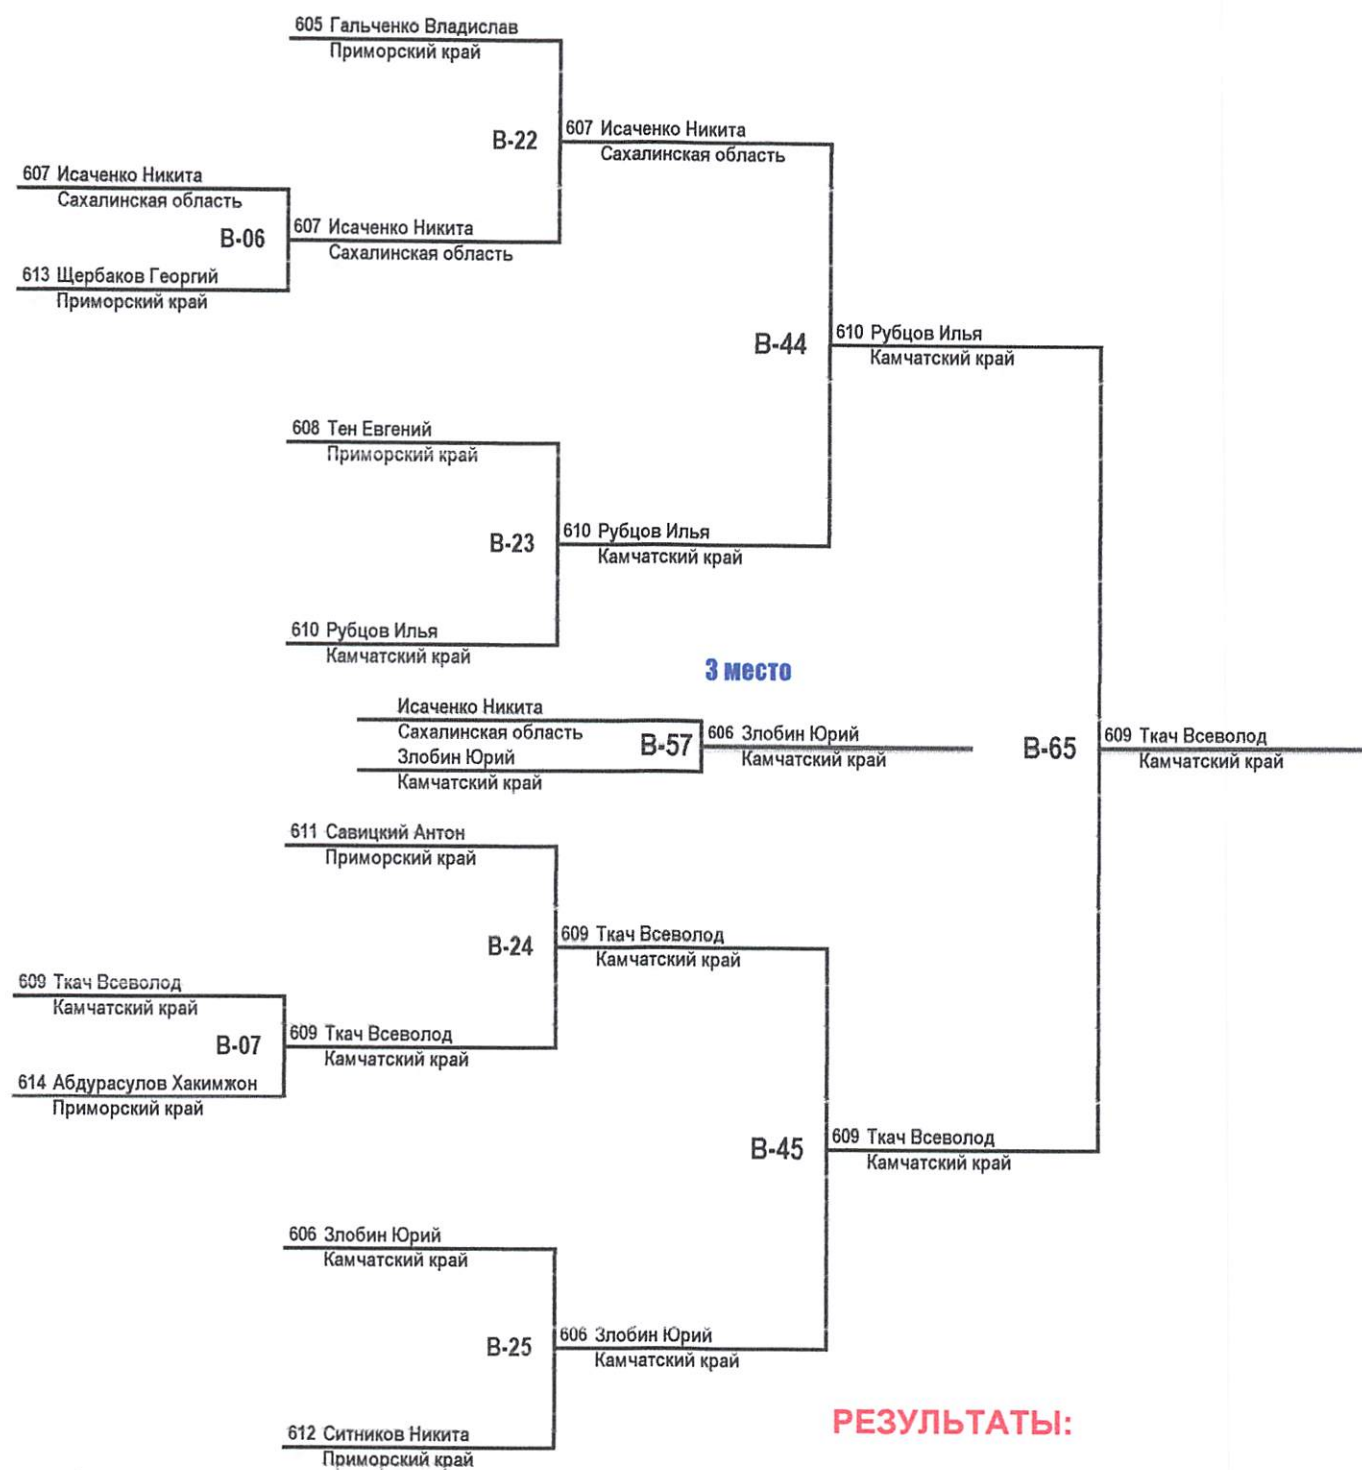 605 Гальченко Владислав
Приморский край
B-22
607 Исаченко Никита
Сахалинская область
607 Исаченко Никита
Сахалинская область
B-06
607 Исаченко Никита
Сахалинская область
613 Щербаков Георгий
Приморский край
B-44
610 Рубцов Илья
Камчатский край
608 Тен Евгений
Приморский край
B-23
610 Рубцов Илья
Камчатский край
610 Рубцов Илья
Камчатский край
3 место
Исаченко Никита
Сахалинская область
Злобин Юрий
Камчатский край
B-57
606 Злобин Юрий
Камчатский край
B-65
609 Ткач Всеволод
Камчатский край
611 Савицкий Антон
Приморский край
B-24
609 Ткач Всеволод
Камчатский край
609 Ткач Всеволод
Камчатский край
B-07
609 Ткач Всеволод
Камчатский край
614 Абдурасулов Хакимжон
Приморский край
B-45
609 Ткач Всеволод
Камчатский край
606 Злобин Юрий
Камчатский край
B-25
606 Злобин Юрий
Камчатский край
612 Ситников Никита
Приморский край
РЕЗУЛЬТАТЫ: